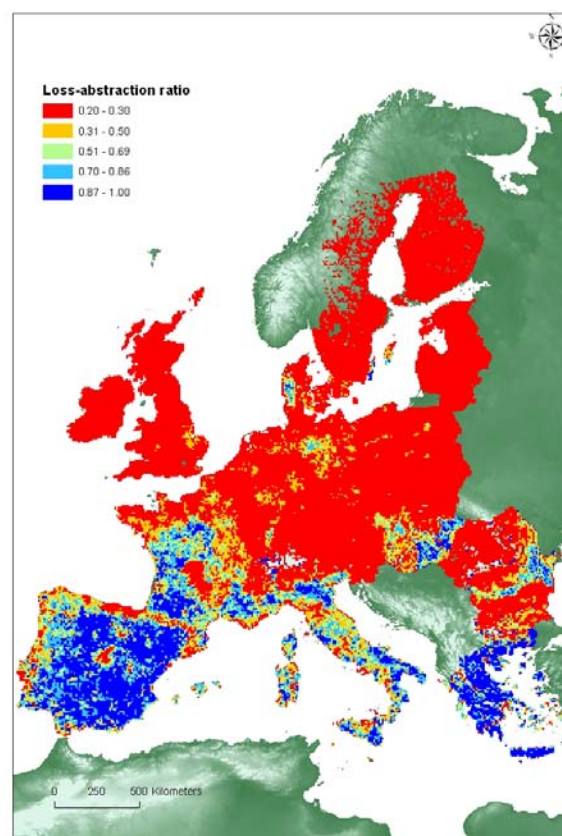 Loss-abstraction ratio
0.20 - 0.30
0.31 - 0.50
0.51 - 0.69
0.70 - 0.86
0.87 - 1.00
0 250 500 Kilometers